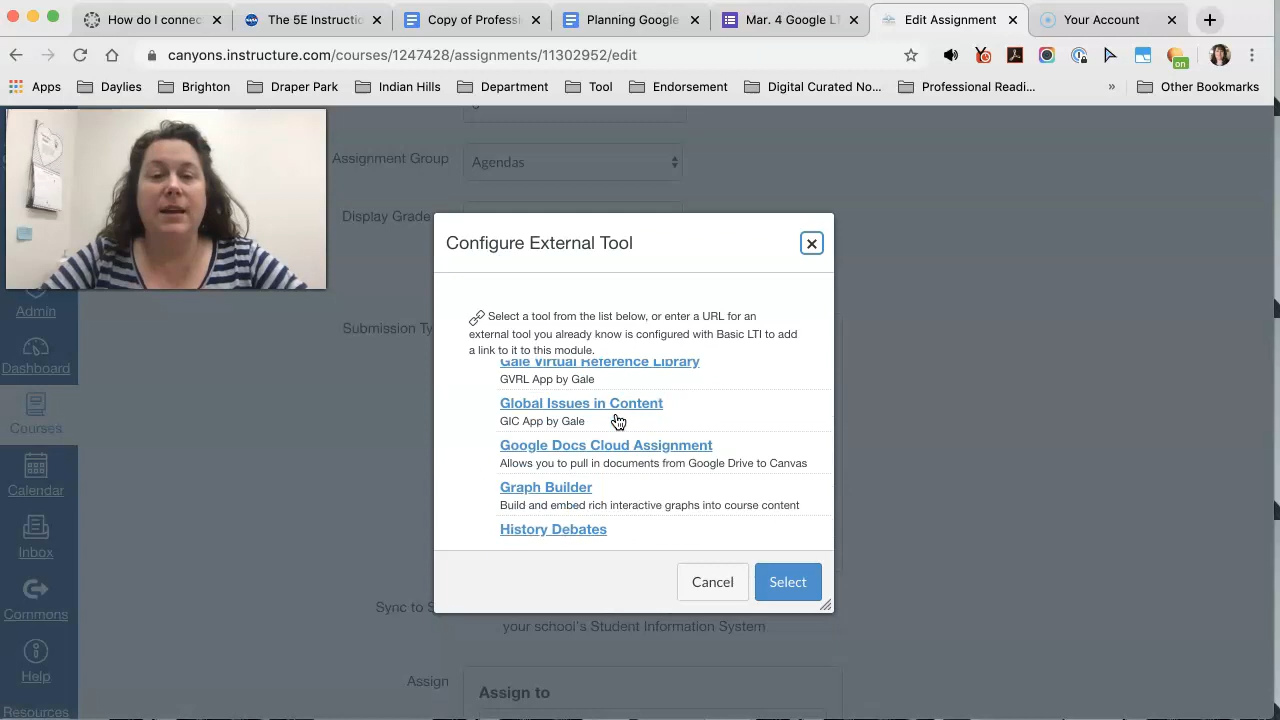 How do I connec
The 5E Instructi
Copy of Profess
Planning Google
Mar. 4 Google LT
Edit Assignment
Your Account
canyons.instructure.com/courses/1247428/assignments/11302952/edit
on
Apps
Daylies
Brighton
Draper Park
Indian Hills
Department
Tool
Endorsement
Digital Curated No...
Professional Readi...
»
Other Bookmarks
Assignment Group
Agendas
Display Grade
Configure External Tool
Submission Ty
Select a tool from the list below, or enter a URL for an
external tool you already know is configured with Basic LTI to add
a link to it to this module.
Gale Virtual Reference Library
GVRL App by Gale
Global Issues in Content
GIC App by Gale
Google Docs Cloud Assignment
Allows you to pull in documents from Google Drive to Canvas
Graph Builder
Build and embed rich interactive graphs into course content
History Debates
Cancel
Select
Admin
Dashboard
Courses
Calendar
Inbox
Commons
Help
Resources
Sync to S
your school's Student Information System
Assign
Assign to